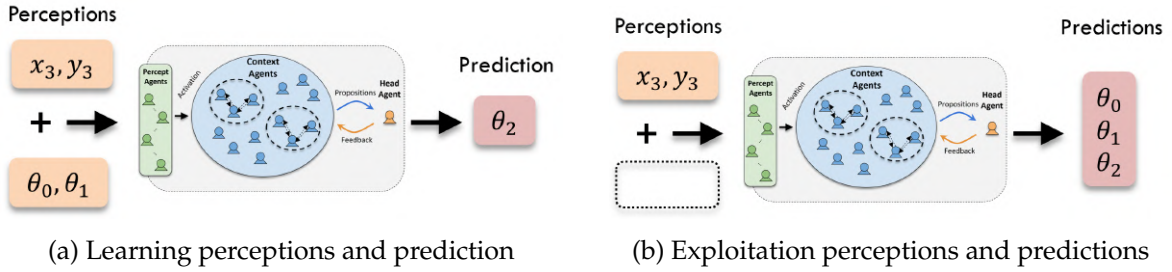 Perceptions
x₃, y₃
+
θ₀, θ₁
Percept
Agents
Activation
Context
Agents
Propositions
Feedback
Head
Agent
Prediction
θ₂
(a) Learning perceptions and prediction
Perceptions
x₃, y₃
+
Percept
Agents
Activation
Context
Agents
Propositions
Feedback
Head
Agent
Predictions
θ₀
θ₁
θ₂
(b) Exploitation perceptions and predictions